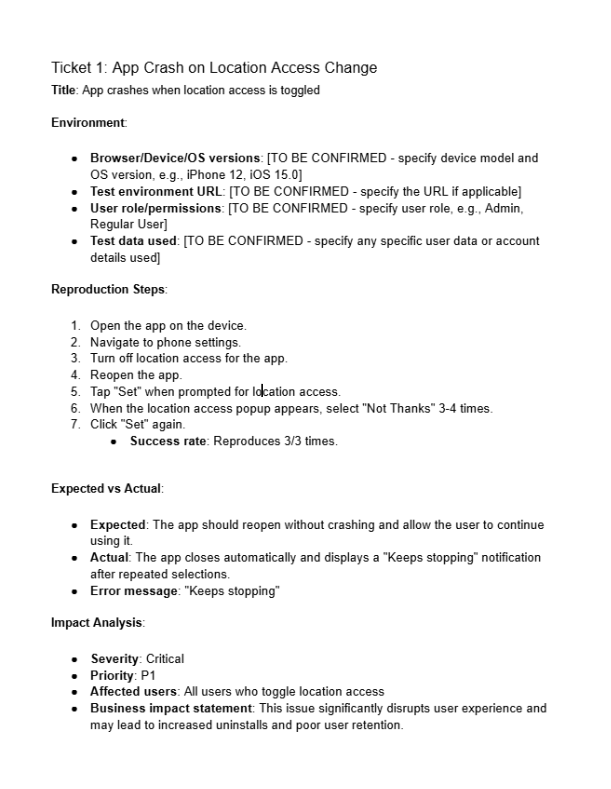 Ticket 1: App Crash on Location Access Change
Title: App crashes when location access is toggled
Environment:
● Browser/Device/OS versions: [TO BE CONFIRMED - specify device model and
OS version, e.g., iPhone 12, iOS 15.0]
● Test environment URL: [TO BE CONFIRMED - specify the URL if applicable]
● User role/permissions: [TO BE CONFIRMED - specify user role, e.g., Admin,
Regular User]
● Test data used: [TO BE CONFIRMED - specify any specific user data or account
details used]
Reproduction Steps:
1. Open the app on the device.
2. Navigate to phone settings.
3. Turn off location access for the app.
4. Reopen the app.
5. Tap "Set" when prompted for location access.
6. When the location access popup appears, select "Not Thanks" 3-4 times.
7. Click "Set" again.
● Success rate: Reproduces 3/3 times.
Expected vs Actual:
● Expected: The app should reopen without crashing and allow the user to continue
using it.
● Actual: The app closes automatically and displays a "Keeps stopping" notification
after repeated selections.
● Error message: "Keeps stopping"
Impact Analysis:
● Severity: Critical
● Priority: P1
● Affected users: All users who toggle location access
● Business impact statement: This issue significantly disrupts user experience and
may lead to increased uninstalls and poor user retention.